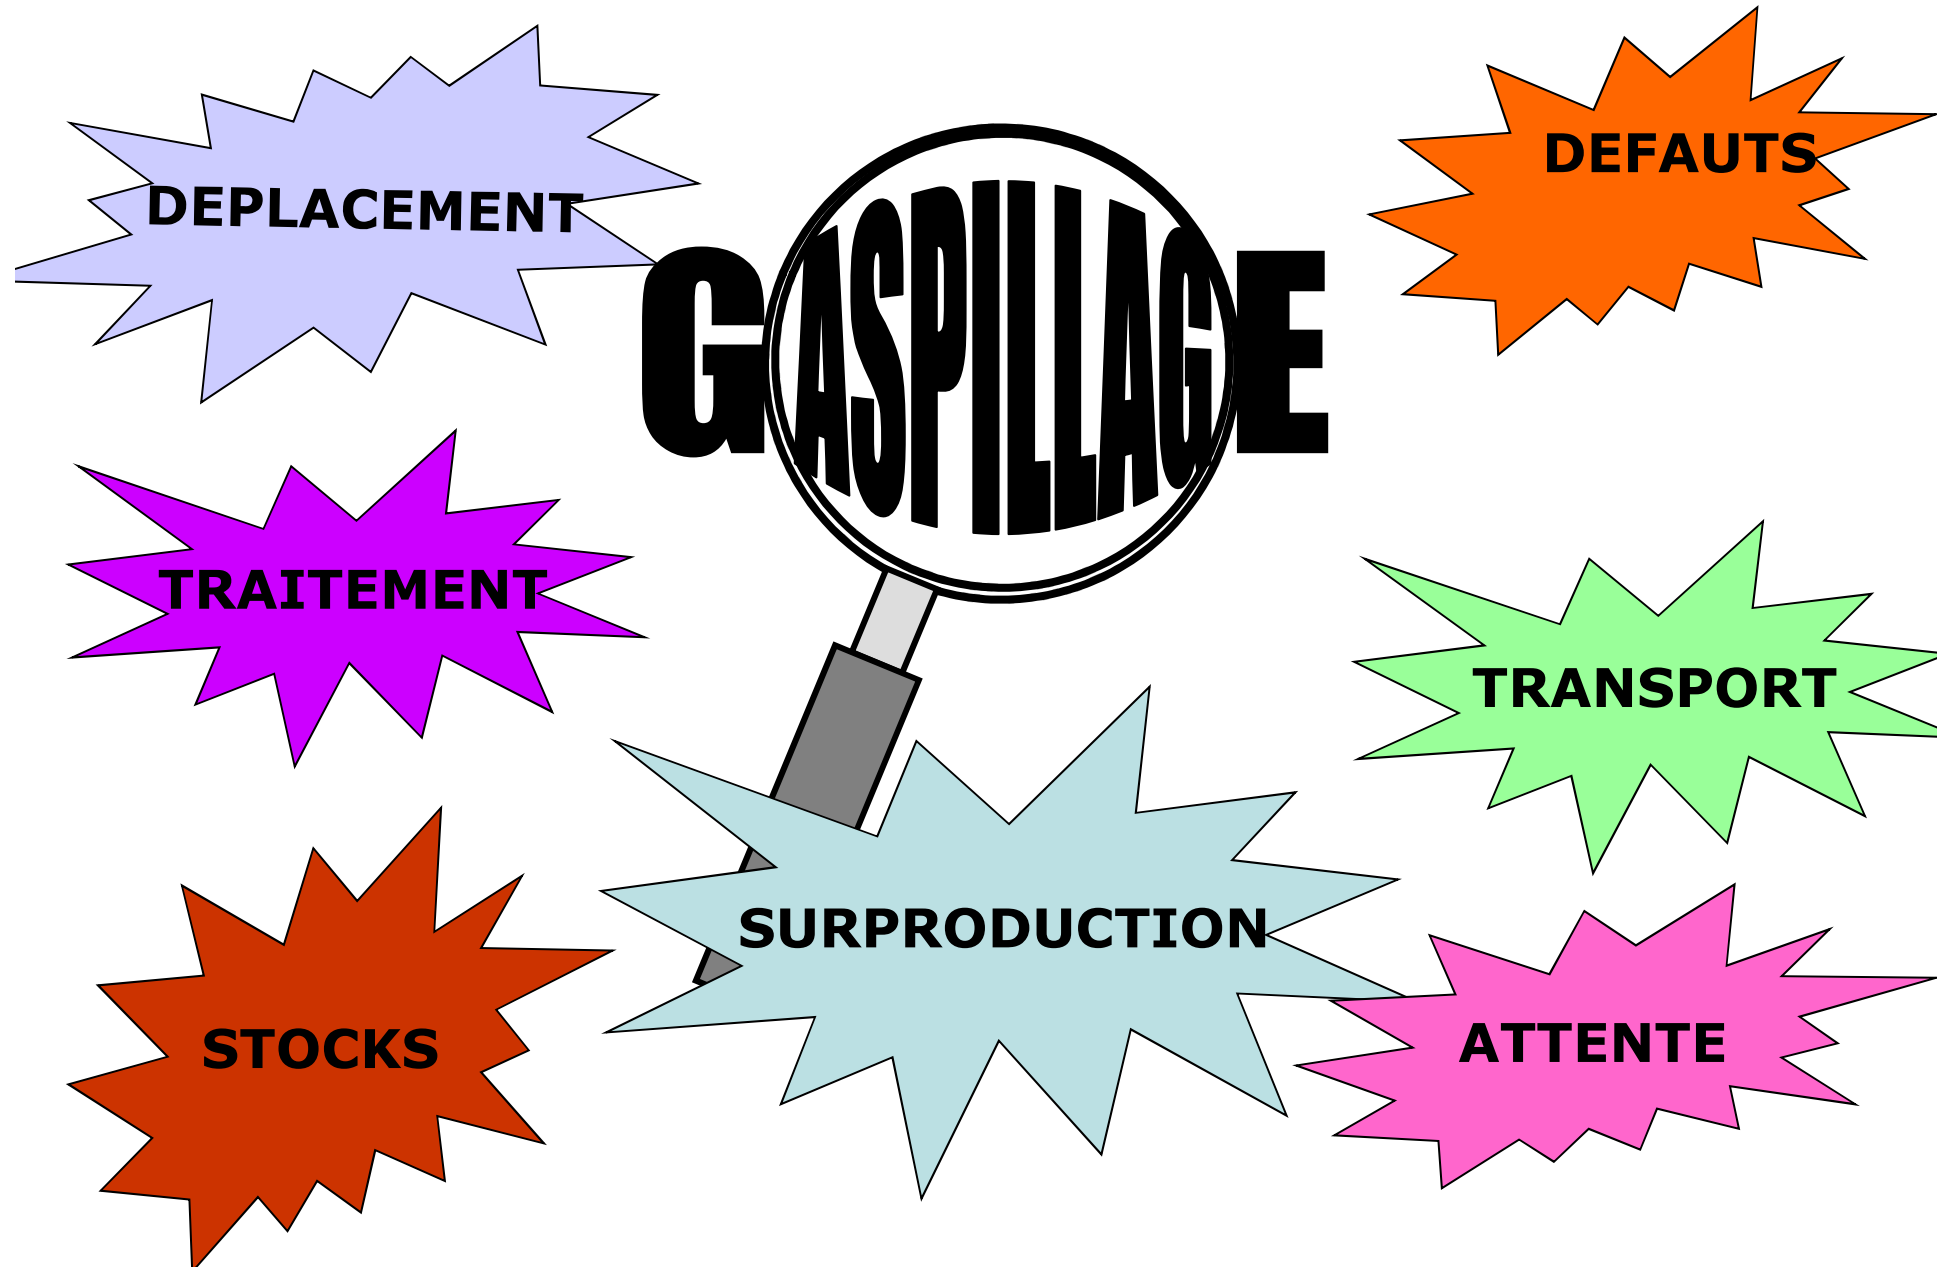 DEPLACEMENT
DEFAUTS
GASPILLAGE
TRAITEMENT
TRANSPORT
SURPRODUCTION
STOCKS
ATTENTE